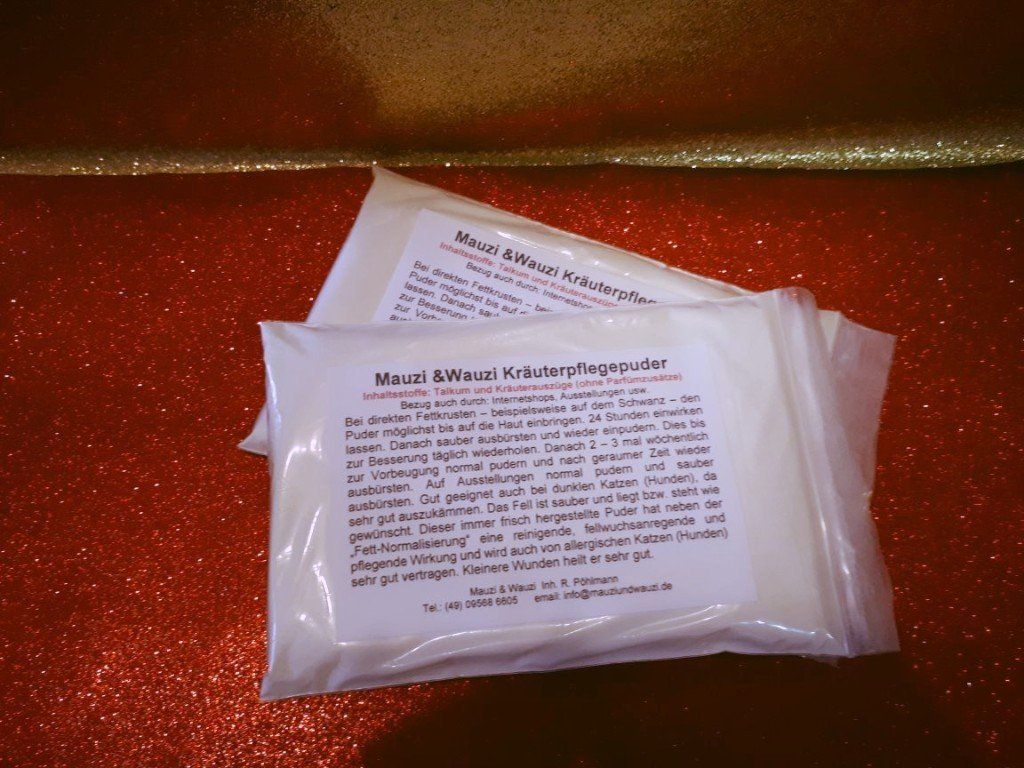 Mauzi &Wauzi Kräuterpflege
Inhaltsstoffe: Talkum und Kräuterauszüge
Bezug auch durch: Internetshops
Bei direkten Fettkrusten –
Puder möglichst bis auf die
lassen. Danach
zur
Mauzi &Wauzi Kräuterpflegepuder
Inhaltsstoffe: Talkum und Kräuterauszüge (ohne Parfümzusätze)
Bezug auch durch: Internetshops, Ausstellungen usw.
Bei direkten Fettkrusten – beispielsweise auf dem Schwanz – den
Puder möglichst bis auf die Haut einbringen. 24 Stunden einwirken
lassen. Danach sauber ausbürsten und wieder einpudern. Dies bis
zur Besserung täglich wiederholen. Danach 2 – 3 mal wöchentlich
zur Vorbeugung normal pudern und nach geraumer Zeit wieder
ausbürsten. Auf Ausstellungen normal pudern und sauber
ausbürsten. Gut geeignet auch bei dunklen Katzen (Hunden), da
sehr gut auszukämmen. Das Fell ist sauber und liegt bzw. steht wie
gewünscht. Dieser immer frisch hergestellte Puder hat neben der
„Fett-Normalisierung“ eine reinigende, fellwuchsanregende und
pflegende Wirkung und wird auch von allergischen Katzen (Hunden)
sehr gut vertragen. Kleinere Wunden heilt er sehr gut.
Mauzi & Wauzi Inh. R. Pöhlmann
Tel.: (49) 09568 6605 email: info@mauziundwauzi.de